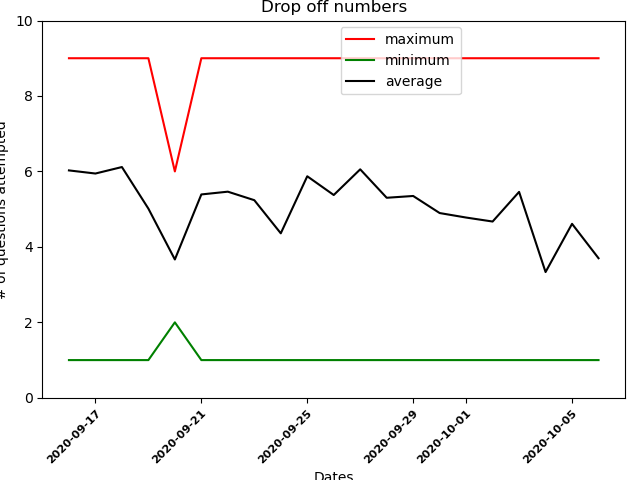 Drop off numbers
10
8
6
4
2
0
# of questions attempted
maximum
minimum
average
2020-09-17
2020-09-21
2020-09-25
2020-09-29
2020-10-01
2020-10-05
Dates